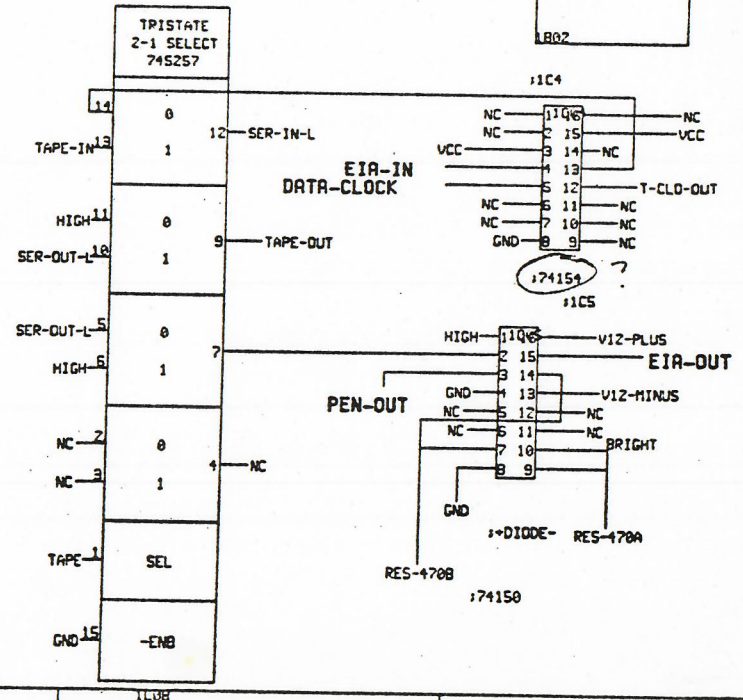 TRISTATE
2-1 SELECT
74S257
14 0
TAPE-IN 13 1
12 SER-IN-L
HIGH 11 0
SER-OUT-L 10 1
9 TAPE-OUT
SER-OUT-L 5 0
HIGH 6 1
7
NC 2 0
NC 3 1
4 NC
TAPE 1 SEL
GND 15 -ENB
1B02
;1C4
NC 1 16 NC
NC 2 15 VCC
VCC 3 14 NC
EIA-IN 4 13
DATA-CLOCK 5 12 T-CLO-OUT
NC 6 11 NC
NC 7 10 NC
GND 8 9 NC
;74154 ?
;1C5
HIGH 1 16 V12-PLUS
2 15 EIA-OUT
3 14
PEN-OUT
GND 4 13 V12-MINUS
NC 5 12 NC
NC 6 11 NC
7 10 BRIGHT
8 9
GND
;+DIODE-
RES-470A
RES-470B
;74150